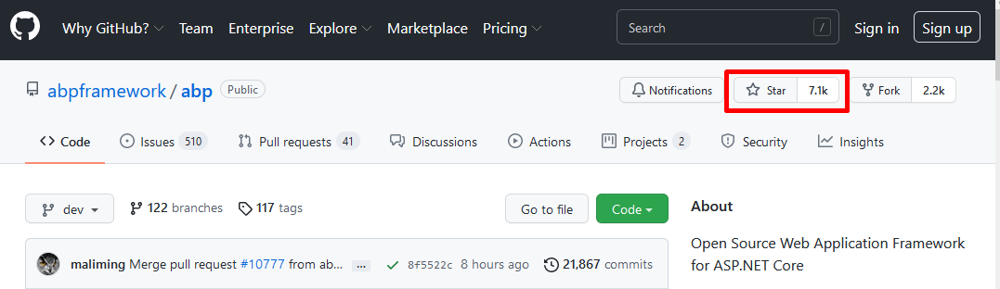 Why GitHub? Team Enterprise Explore Marketplace Pricing Search / Sign in Sign up
abpframework / abp Public Notifications Star 7.1k Fork 2.2k
Code Issues 510 Pull requests 41 Discussions Actions Projects 2 Security Insights
dev 122 branches 117 tags Go to file Code About
maliming Merge pull request #10777 from ab... ... 8f5522c 8 hours ago 21,867 commits
Open Source Web Application Framework
for ASP.NET Core